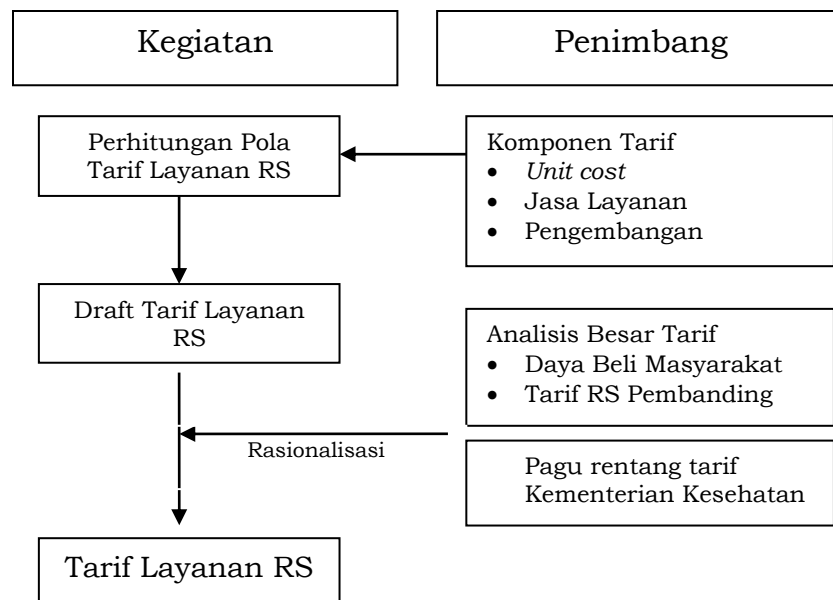 Kegiatan
Penimbang
Perhitungan Pola
Tarif Layanan RS
Komponen Tarif
• Unit cost
• Jasa Layanan
• Pengembangan
Draft Tarif Layanan
RS
Analisis Besar Tarif
• Daya Beli Masyarakat
• Tarif RS Pembanding
Rasionalisasi
Pagu rentang tarif
Kementerian Kesehatan
Tarif Layanan RS